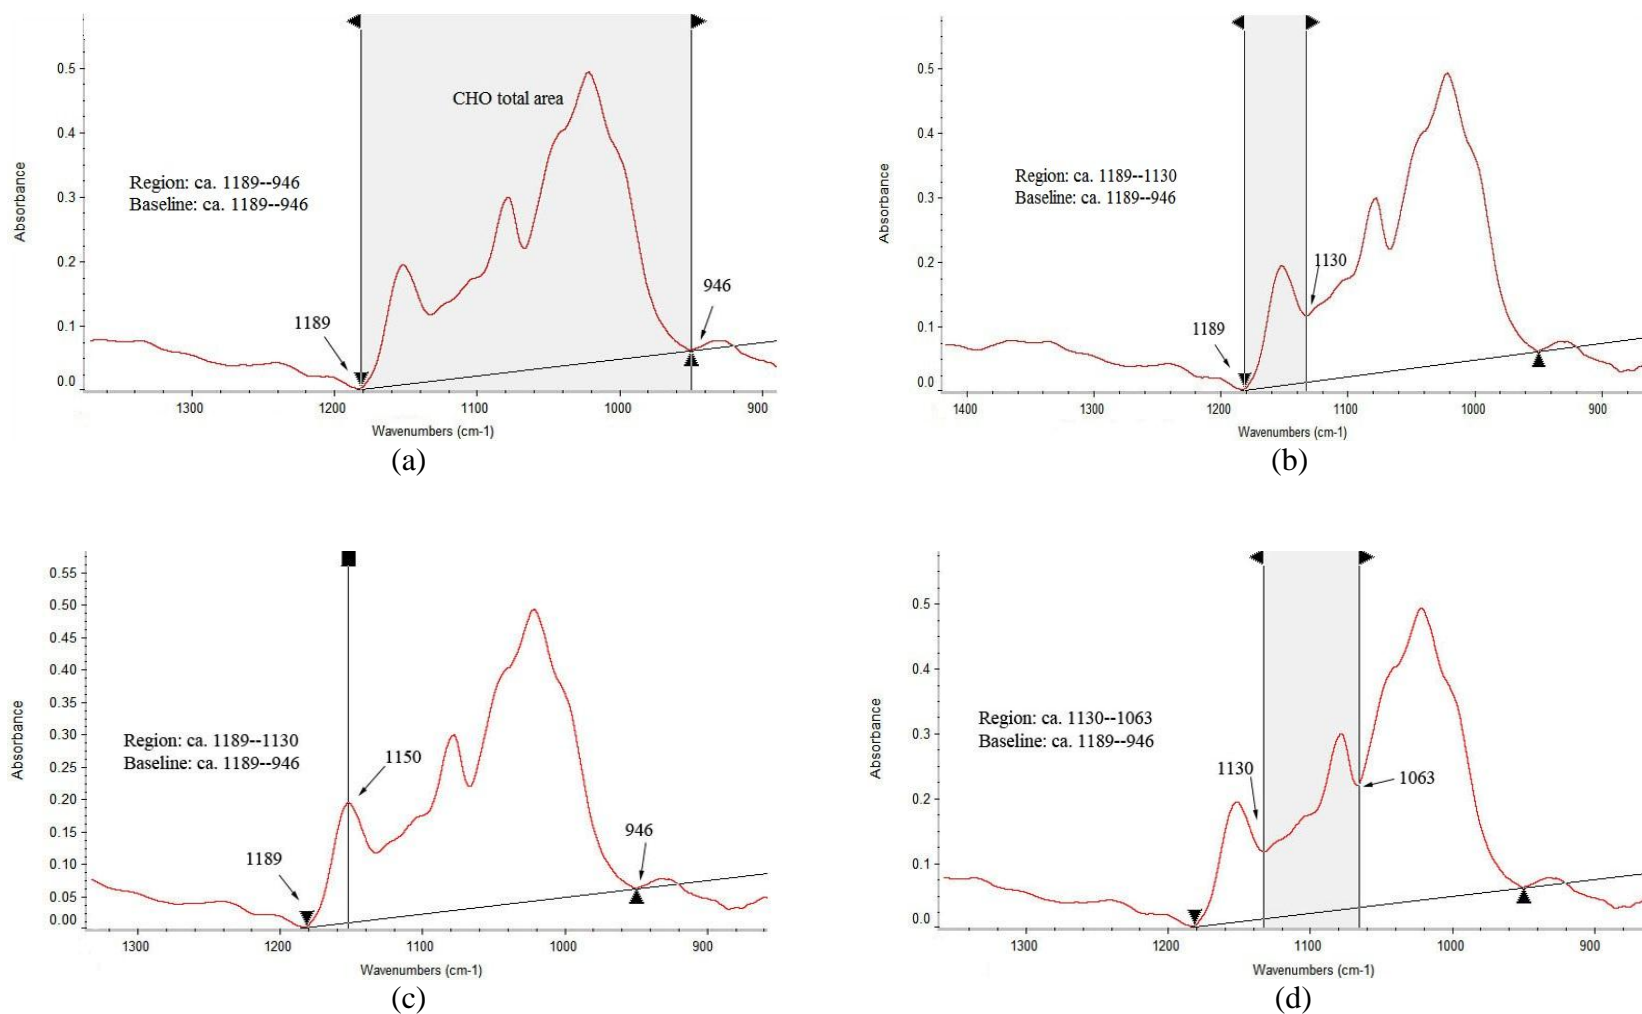 0.5
0.4
0.3
0.2
0.1
0.0
Absorbance
CHO total area
Region: ca. 1189--946
Baseline: ca. 1189--946
1189
946
1300
1200
1100
1000
900
Wavenumbers (cm-1)
(a)
0.5
0.4
0.3
0.2
0.1
0.0
Absorbance
Region: ca. 1189--1130
Baseline: ca. 1189--946
1130
1189
1400
1300
1200
1100
1000
900
Wavenumbers (cm-1)
(b)
0.55
0.50
0.45
0.40
0.35
0.30
0.25
0.20
0.15
0.10
0.05
0.00
Absorbance
Region: ca. 1189--1130
Baseline: ca. 1189--946
1150
1189
946
1300
1200
1100
1000
900
Wavenumbers (cm-1)
(c)
0.5
0.4
0.3
0.2
0.1
0.0
Absorbance
Region: ca. 1130--1063
Baseline: ca. 1189--946
1130
1063
1300
1200
1100
1000
900
Wavenumbers (cm-1)
(d)